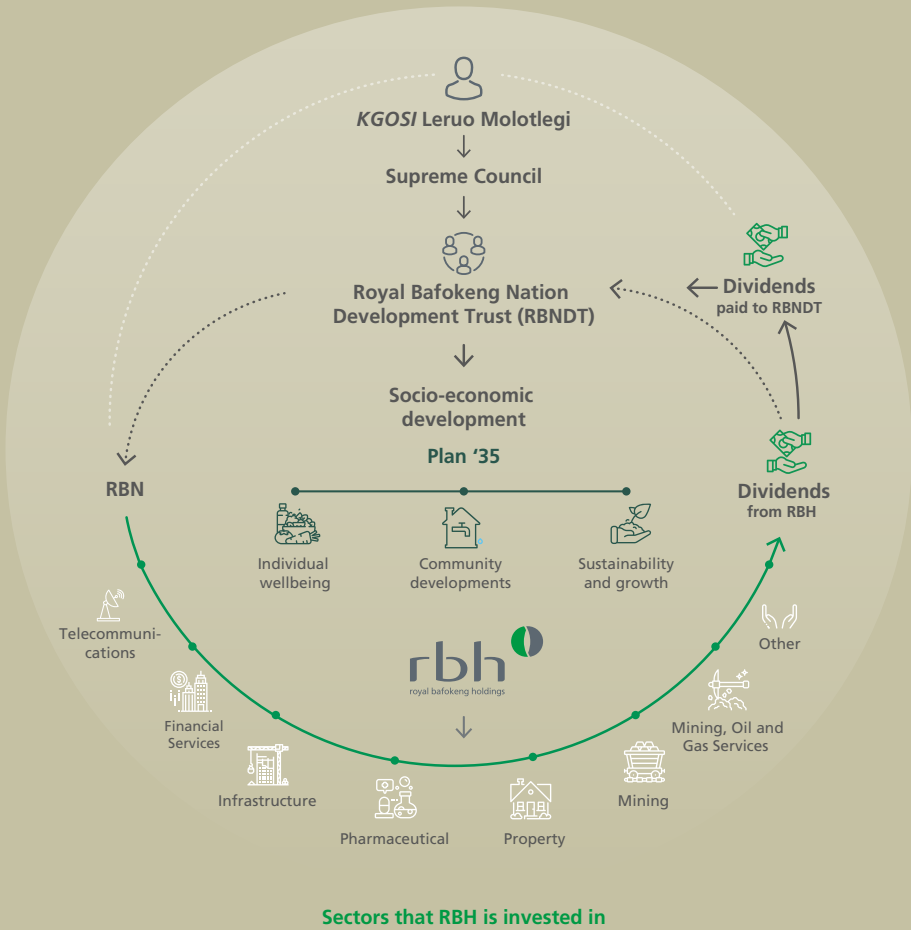 KGOSI Leruo Molotlegi
Supreme Council
Royal Bafokeng Nation
Development Trust (RBNDT)
Dividends
paid to RBNDT
Socio-economic
development
Plan ‘35
RBN
Dividends
from RBH
Individual
wellbeing
Community
developments
Sustainability
and growth
rbh
royal bafokeng holdings
Telecommuni-
cations
Financial
Services
Infrastructure
Pharmaceutical
Property
Mining
Mining, Oil and
Gas Services
Other
Sectors that RBH is invested in